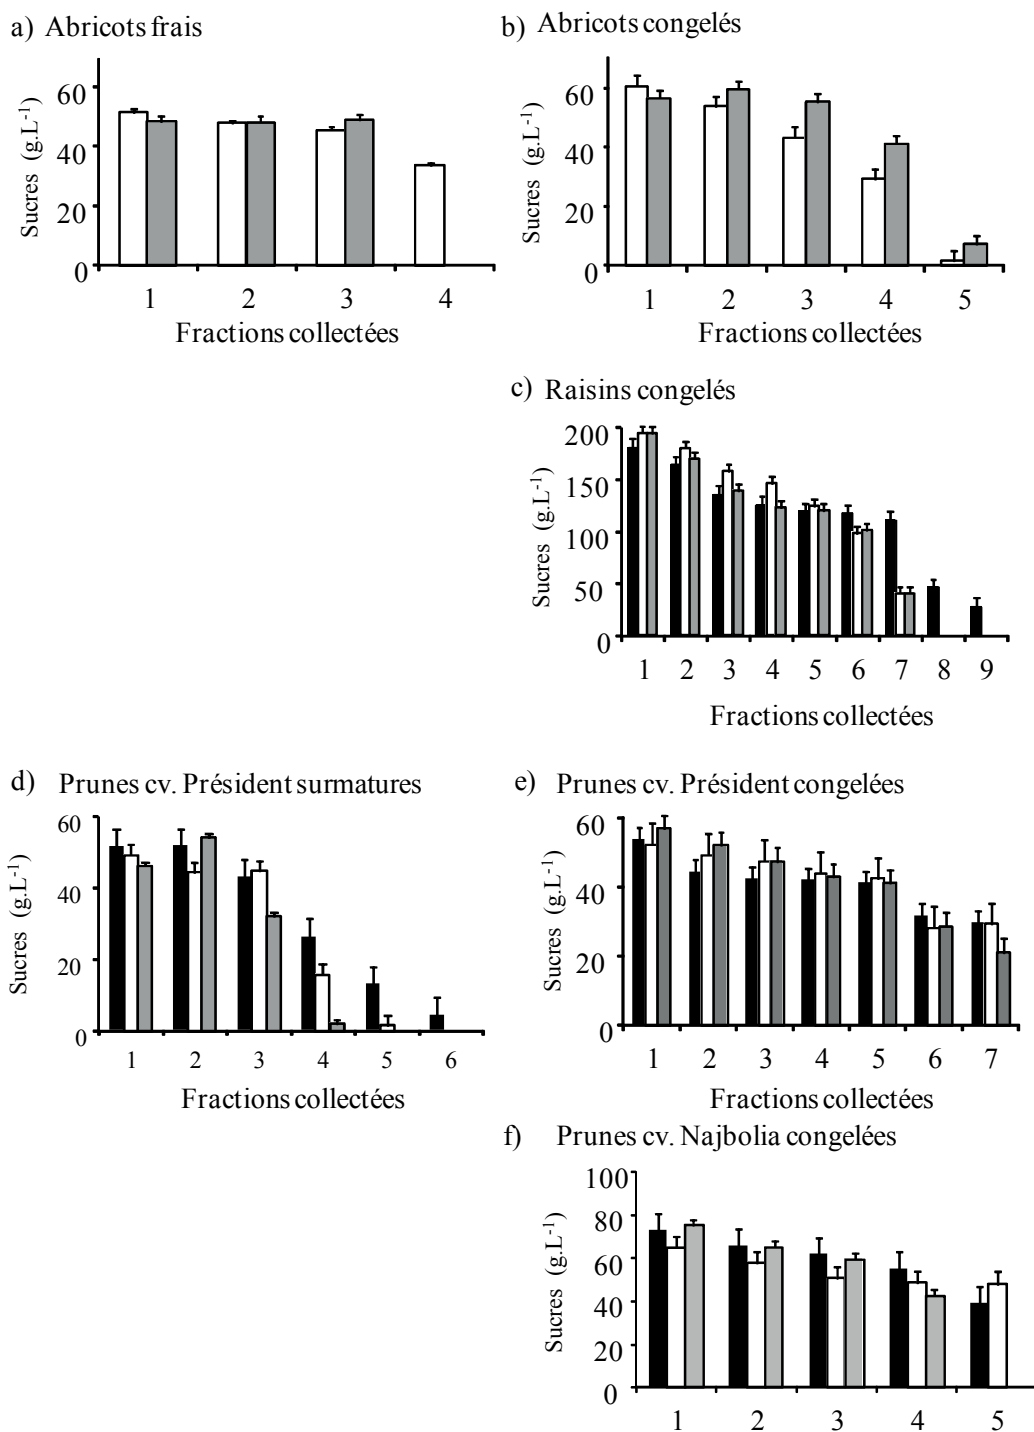 a) Abricots frais
Sucres (g.L-1)
60
40
20
0
1 2 3 4
Fractions collectées
b) Abricots congelés
Sucres (g.L-1)
60
40
20
0
1 2 3 4 5
Fractions collectées
c) Raisins congelés
Sucres (g.L-1)
200
150
100
50
0
1 2 3 4 5 6 7 8 9
Fractions collectées
d) Prunes cv. Président surmatures
Sucres (g.L-1)
60
40
20
0
1 2 3 4 5 6
Fractions collectées
e) Prunes cv. Président congelées
Sucres (g.L-1)
60
40
20
0
1 2 3 4 5 6 7
Fractions collectées
f) Prunes cv. Najbolia congelées
Sucres (g.L-1)
100
80
60
40
20
0
1 2 3 4 5